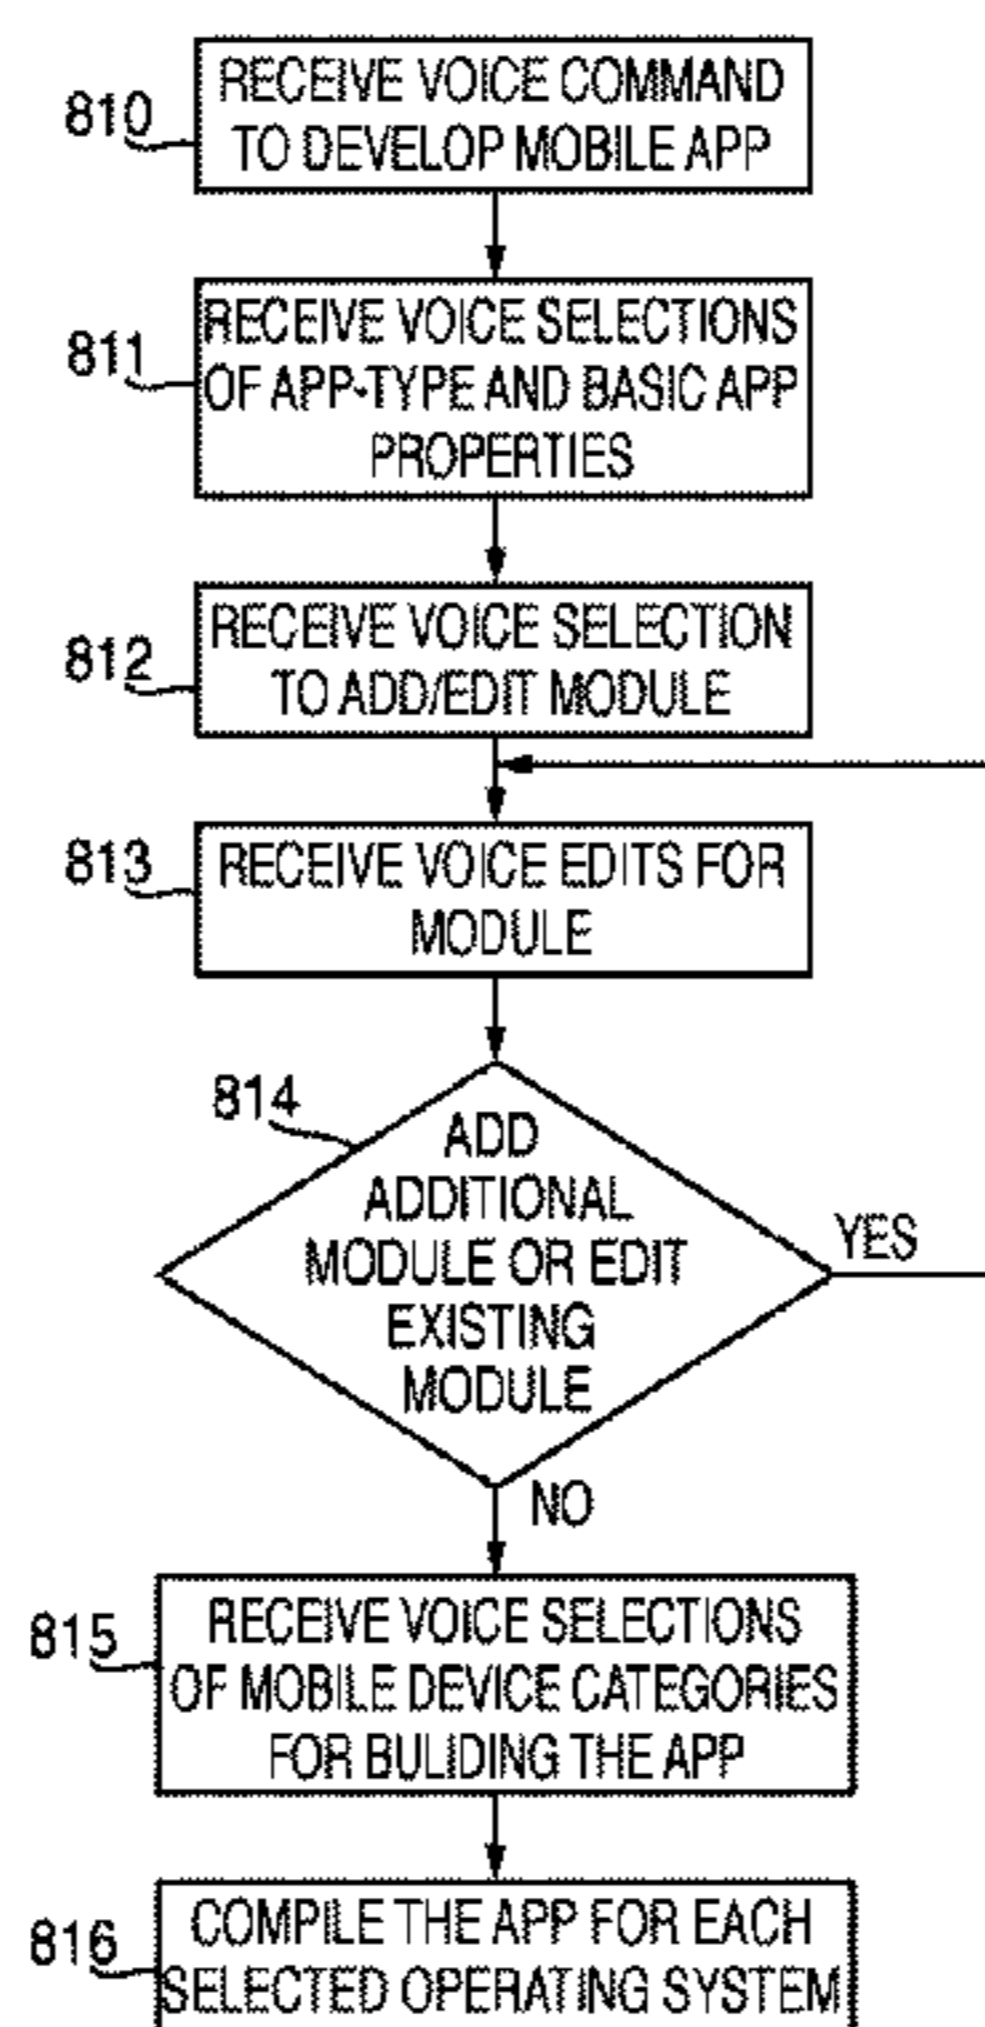 810
RECEIVE VOICE COMMAND
TO DEVELOP MOBILE APP
811
RECEIVE VOICE SELECTIONS
OF APP-TYPE AND BASIC APP
PROPERTIES
812
RECEIVE VOICE SELECTION
TO ADD/EDIT MODULE
813
RECEIVE VOICE EDITS FOR
MODULE
814
ADD
ADDITIONAL
MODULE OR EDIT
EXISTING
MODULE
YES
NO
815
RECEIVE VOICE SELECTIONS
OF MOBILE DEVICE CATEGORIES
FOR BULIDING THE APP
816
COMPILE THE APP FOR EACH
SELECTED OPERATING SYSTEM